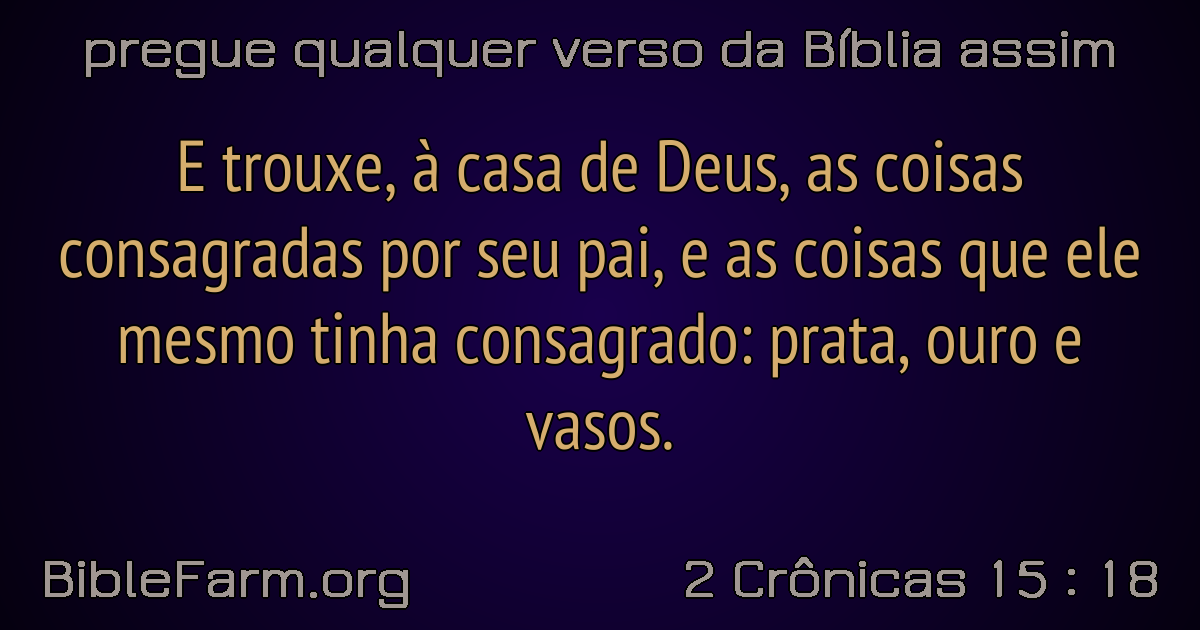 pregue qualquer verso da Bíblia assim
E trouxe, à casa de Deus, as coisas
consagradas por seu pai, e as coisas que ele
mesmo tinha consagrado: prata, ouro e
vasos.
BibleFarm.org
2 Crônicas 15 : 18